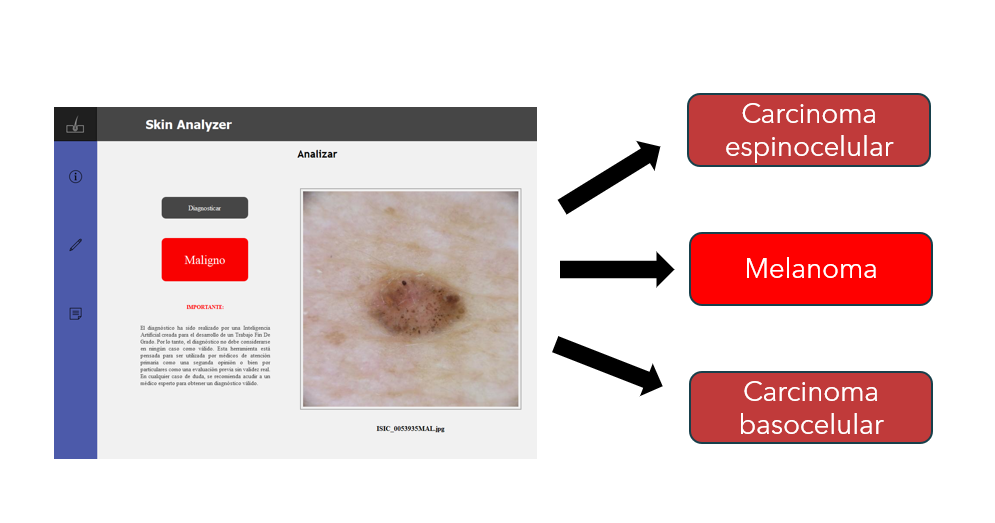 Skin Analyzer
Analizar
Diagnosticar
Maligno
IMPORTANTE:
El diagnóstico ha sido realizado por una Inteligencia
Artificial creada para el desarrollo de un Trabajo Fin De
Grado. Por lo tanto, el diagnóstico no debe considerarse
en ningún caso como válido. Esta herramienta está
pensada para ser utilizada por médicos de atención
primaria como una segunda opinión o bien por
particulares como una evaluación previa sin validez real.
En cualquier caso de duda, se recomienda acudir a un
médico experto para obtener un diagnóstico válido.
ISIC_0053935MAL.jpg
Carcinoma
espinocelular
Melanoma
Carcinoma
basocelular